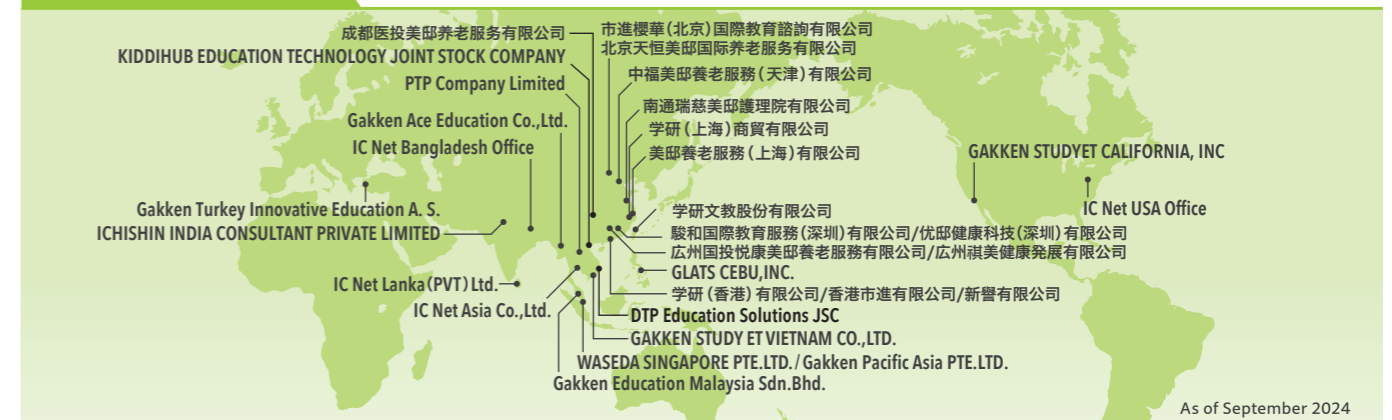 成都医投美邸养老服务有限公司
KIDDIHUB EDUCATION TECHNOLOGY JOINT STOCK COMPANY
PTP Company Limited
Gakken Ace Education Co.,Ltd.
IC Net Bangladesh Office
Gakken Turkey Innovative Education A. S.
ICHISHIN INDIA CONSULTANT PRIVATE LIMITED
IC Net Lanka(PVT)Ltd.
IC Net Asia Co.,Ltd.
市進櫻華(北京)国際教育諮詢有限公司
北京天恒美邸国际养老服务有限公司
中福美邸養老服務(天津)有限公司
南通瑞慈美邸護理院有限公司
学研(上海)商貿有限公司
美邸養老服務(上海)有限公司
学研文教股份有限公司
駿和国際教育服務(深圳)有限公司/优邸健康科技(深圳)有限公司
広州国投悦康美邸養老服務有限公司/広州祺美健康発展有限公司
GLATS CEBU,INC.
学研(香港)有限公司/香港市進有限公司/新譽有限公司
DTP Education Solutions JSC
GAKKEN STUDY ET VIETNAM CO.,LTD.
WASEDA SINGAPORE PTE.LTD./Gakken Pacific Asia PTE.LTD.
Gakken Education Malaysia Sdn.Bhd.
GAKKEN STUDYET CALIFORNIA, INC
IC Net USA Office
As of September 2024